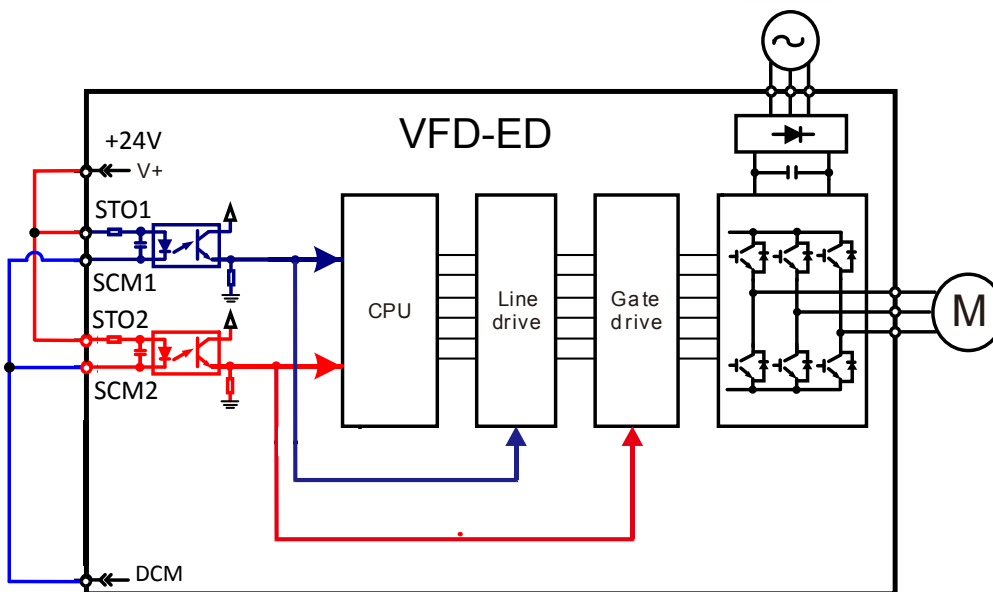 VFD-ED
+24V
V+
STO1
SCM1
STO2
SCM2
CPU
Line
drive
Gate
drive
M
DCM